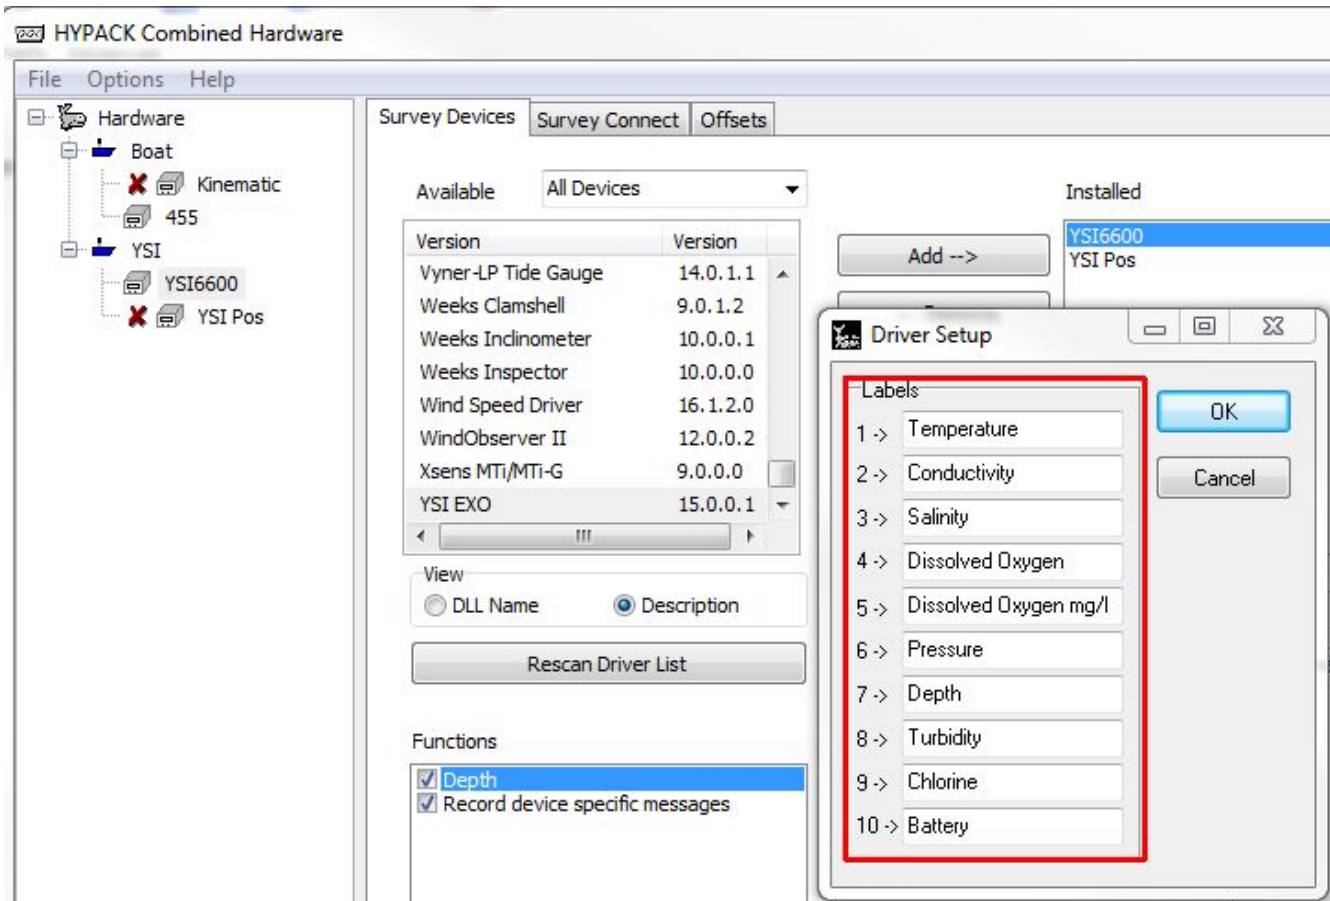 HYPACK Combined Hardware
File Options Help
Hardware
Boat
Kinematic
455
YSI
YSI6600
YSI Pos
Survey Devices Survey Connect Offsets
Available All Devices
Version Version
Vyner-LP Tide Gauge 14.0.1.1
Weeks Clamshell 9.0.1.2
Weeks Inclinometer 10.0.0.1
Weeks Inspector 10.0.0.0
Wind Speed Driver 16.1.2.0
WindObserver II 12.0.0.2
Xsens MTi/MTi-G 9.0.0.0
YSI EXO 15.0.0.1
View
DLL Name Description
Rescan Driver List
Functions
Depth
Record device specific messages
Add -->
Installed
YSI6600
YSI Pos
Driver Setup
Labels
1 -> Temperature
2 -> Conductivity
3 -> Salinity
4 -> Dissolved Oxygen
5 -> Dissolved Oxygen mg/l
6 -> Pressure
7 -> Depth
8 -> Turbidity
9 -> Chlorine
10 -> Battery
OK
Cancel